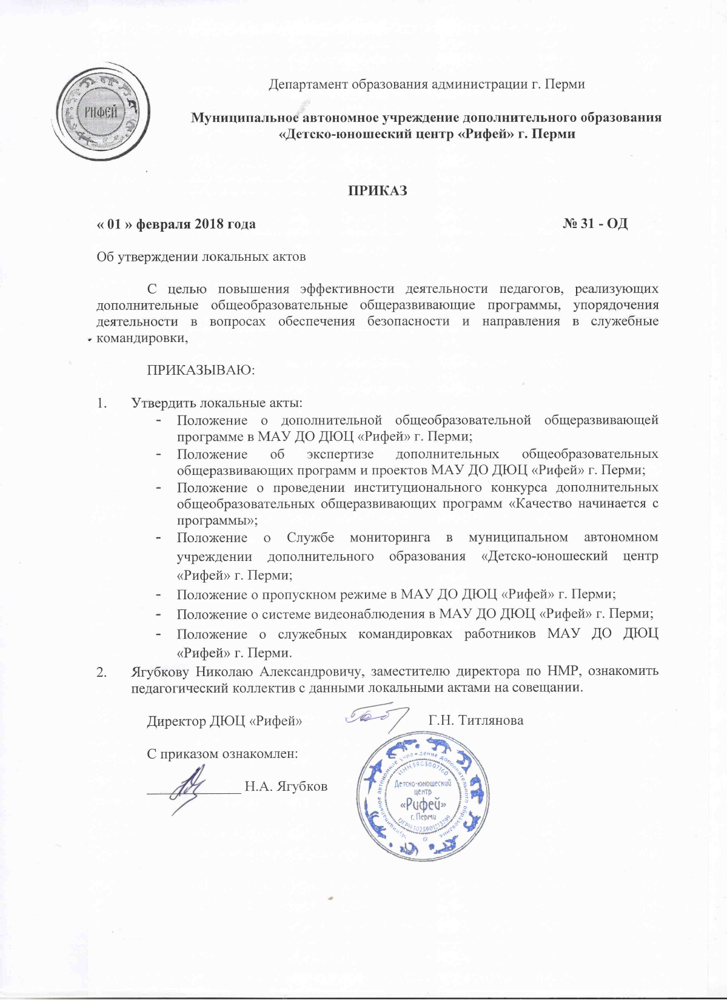 РИФЕЙ
Департамент образования администрации г. Перми
Муниципальное автономное учреждение дополнительного образования
«Детско-юношеский центр «Рифей» г. Перми
ПРИКАЗ
« 01 » февраля 2018 года № 31 - ОД
Об утверждении локальных актов
С целью повышения эффективности деятельности педагогов, реализующих
дополнительные общеобразовательные общеразвивающие программы, упорядочения
деятельности в вопросах обеспечения безопасности и направления в служебные
командировки,
ПРИКАЗЫВАЮ:
1. Утвердить локальные акты:
- Положение о дополнительной общеобразовательной общеразвивающей
программе в МАУ ДО ДЮЦ «Рифей» г. Перми;
- Положение об экспертизе дополнительных общеобразовательных
общеразвивающих программ и проектов МАУ ДО ДЮЦ «Рифей» г. Перми;
- Положение о проведении институционального конкурса дополнительных
общеобразовательных общеразвивающих программ «Качество начинается с
программы»;
- Положение о Службе мониторинга в муниципальном автономном
учреждении дополнительного образования «Детско-юношеский центр
«Рифей» г. Перми;
- Положение о пропускном режиме в МАУ ДО ДЮЦ «Рифей» г. Перми;
- Положение о системе видеонаблюдения в МАУ ДО ДЮЦ «Рифей» г. Перми;
- Положение о служебных командировках работников МАУ ДО ДЮЦ
«Рифей» г. Перми.
2. Ягубкову Николаю Александровичу, заместителю директора по НМР, ознакомить
педагогический коллектив с данными локальными актами на совещании.
Директор ДЮЦ «Рифей» Г.Н. Титлянова
С приказом ознакомлен:
Н.А. Ягубков
Муниципальное автономное учреждение дополнительного образования
ИНН 5905007160
Детско-юношеский
центр
«Рифей»
г. Перми